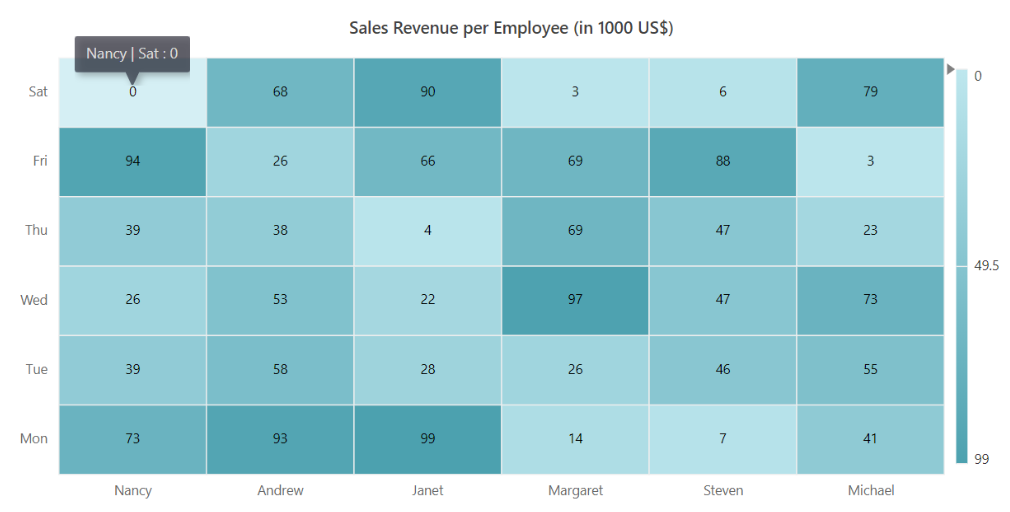 Sales Revenue per Employee (in 1000 US$)
Nancy | Sat : 0
Sat 0 68 90 3 6 79 0
Fri 94 26 66 69 88 3
Thu 39 38 4 69 47 23
49.5
Wed 26 53 22 97 47 73
Tue 39 58 28 26 46 55
Mon 73 93 99 14 7 41
99
Nancy Andrew Janet Margaret Steven Michael